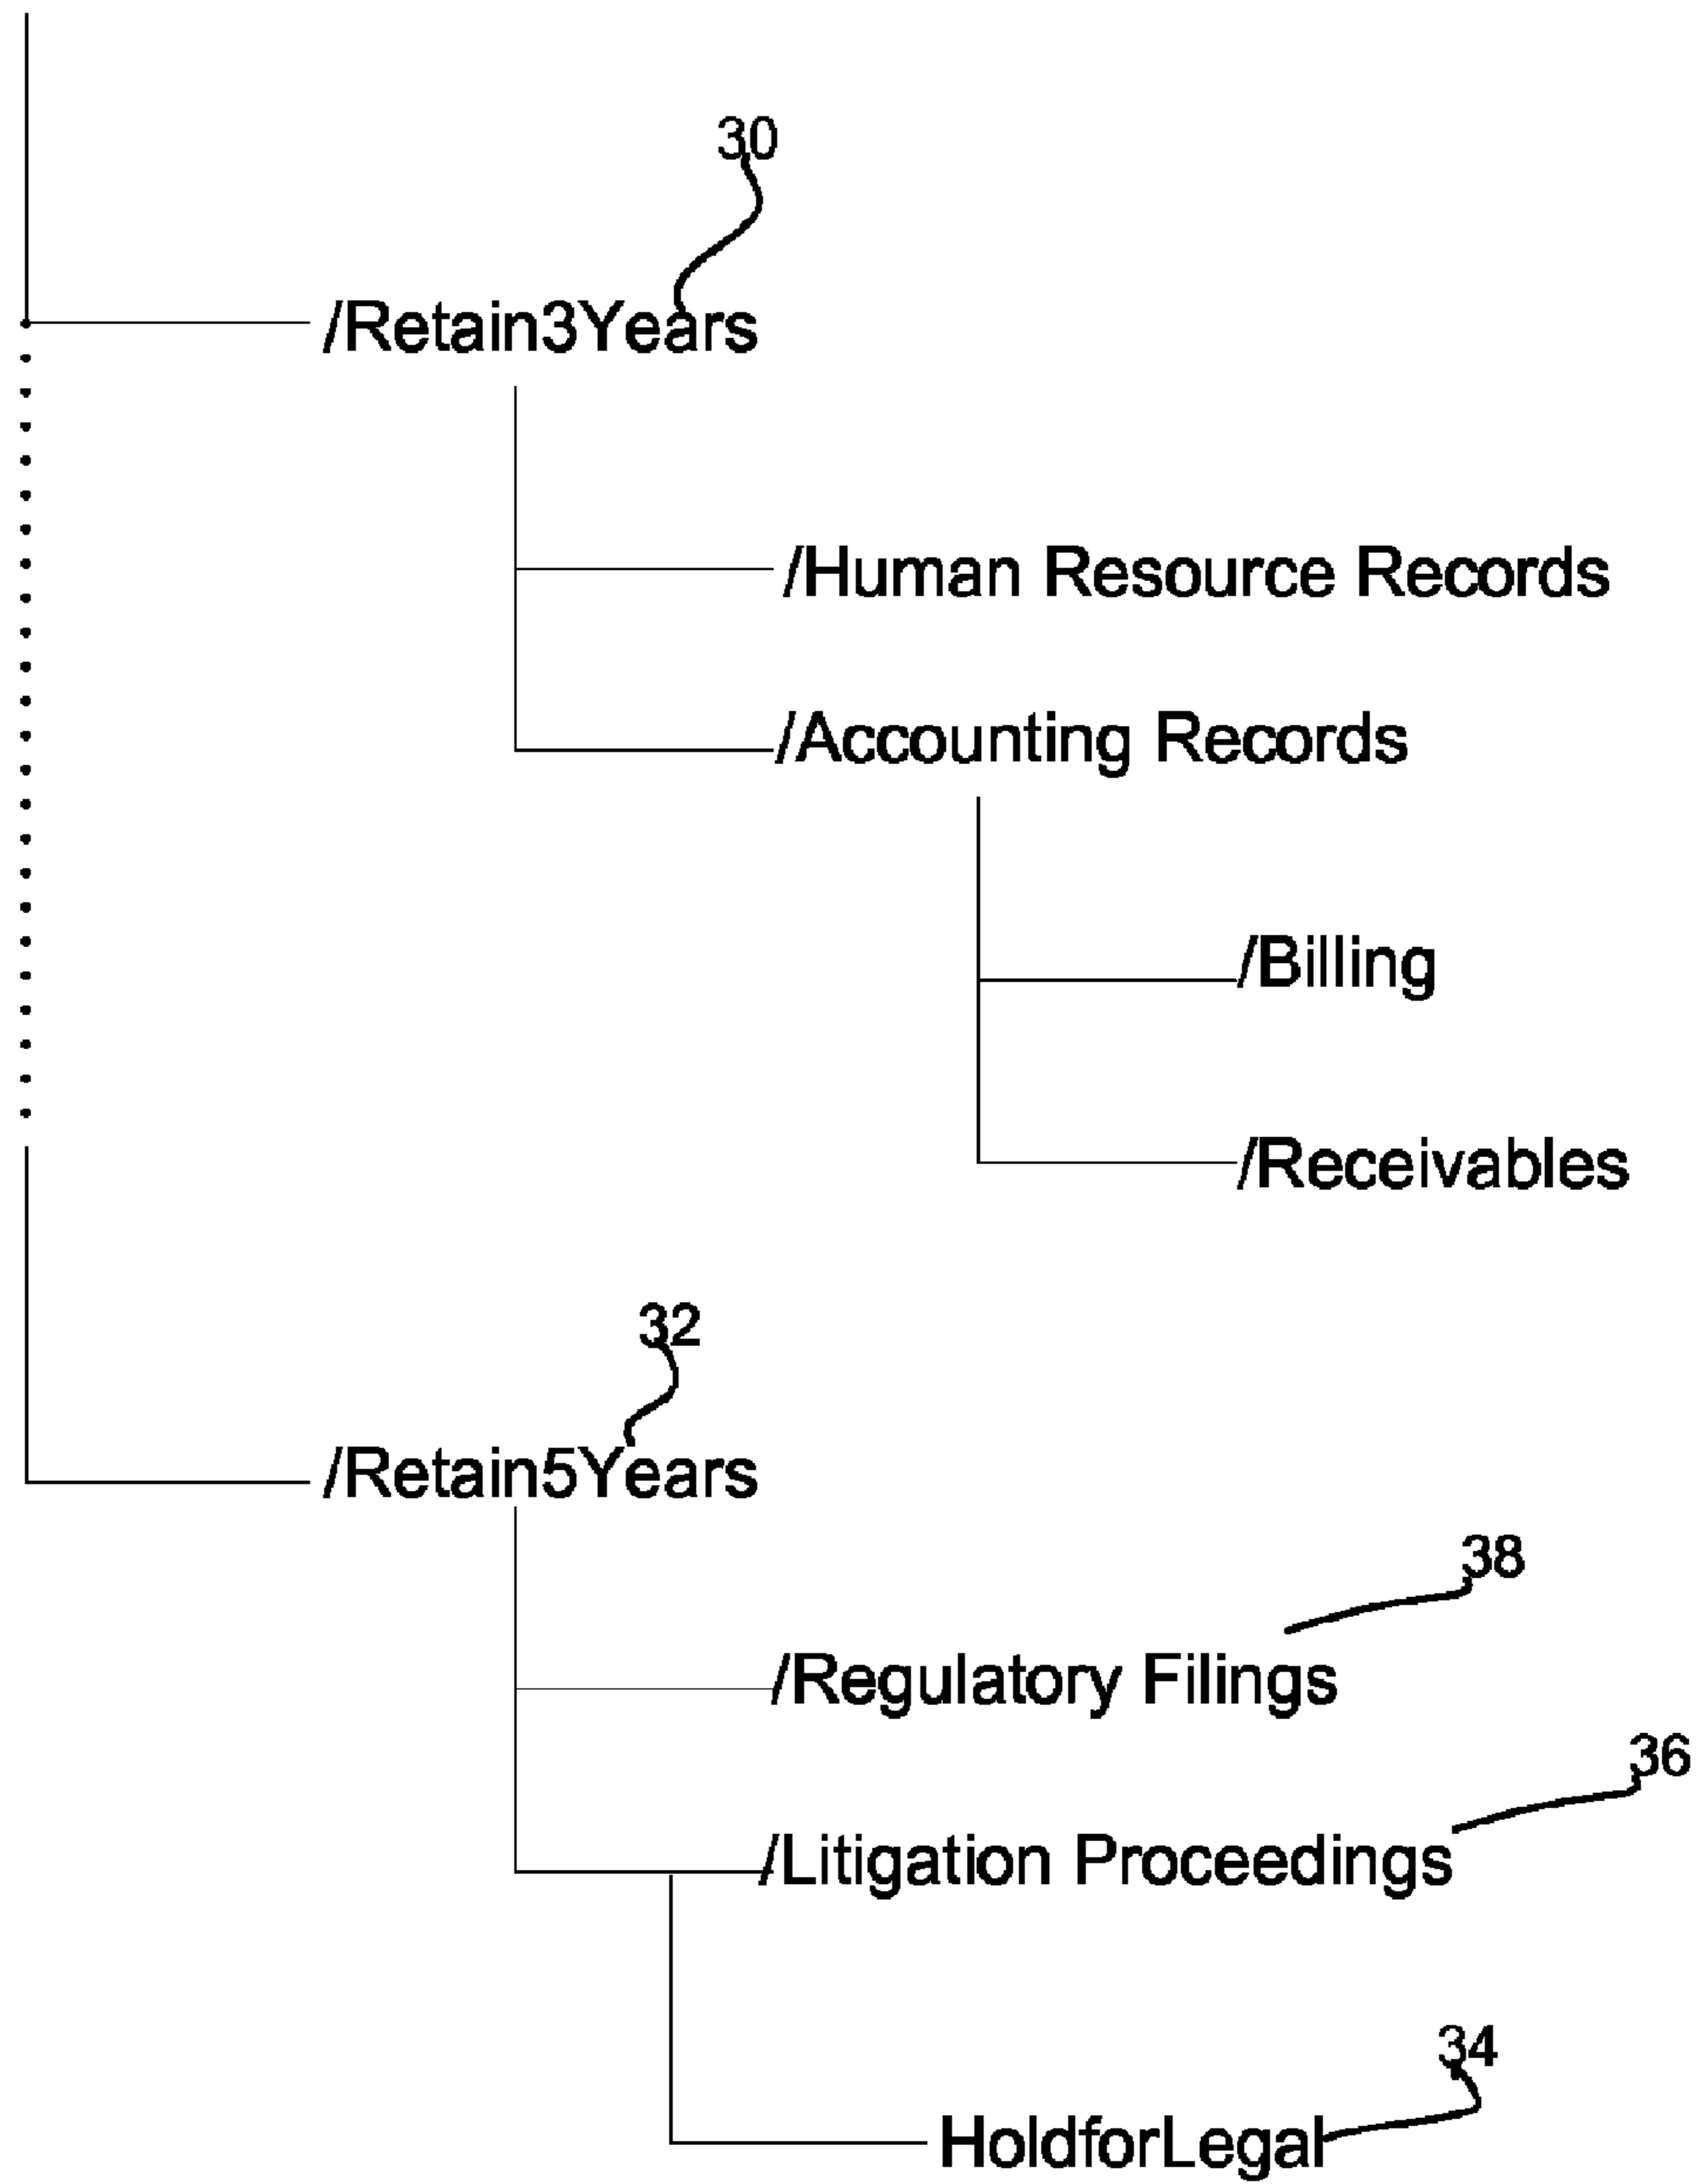 30
/Retain3Years
/Human Resource Records
/Accounting Records
/Billing
/Receivables
32
/Retain5Years
38
/Regulatory Filings
36
/Litigation Proceedings
34
HoldforLegal